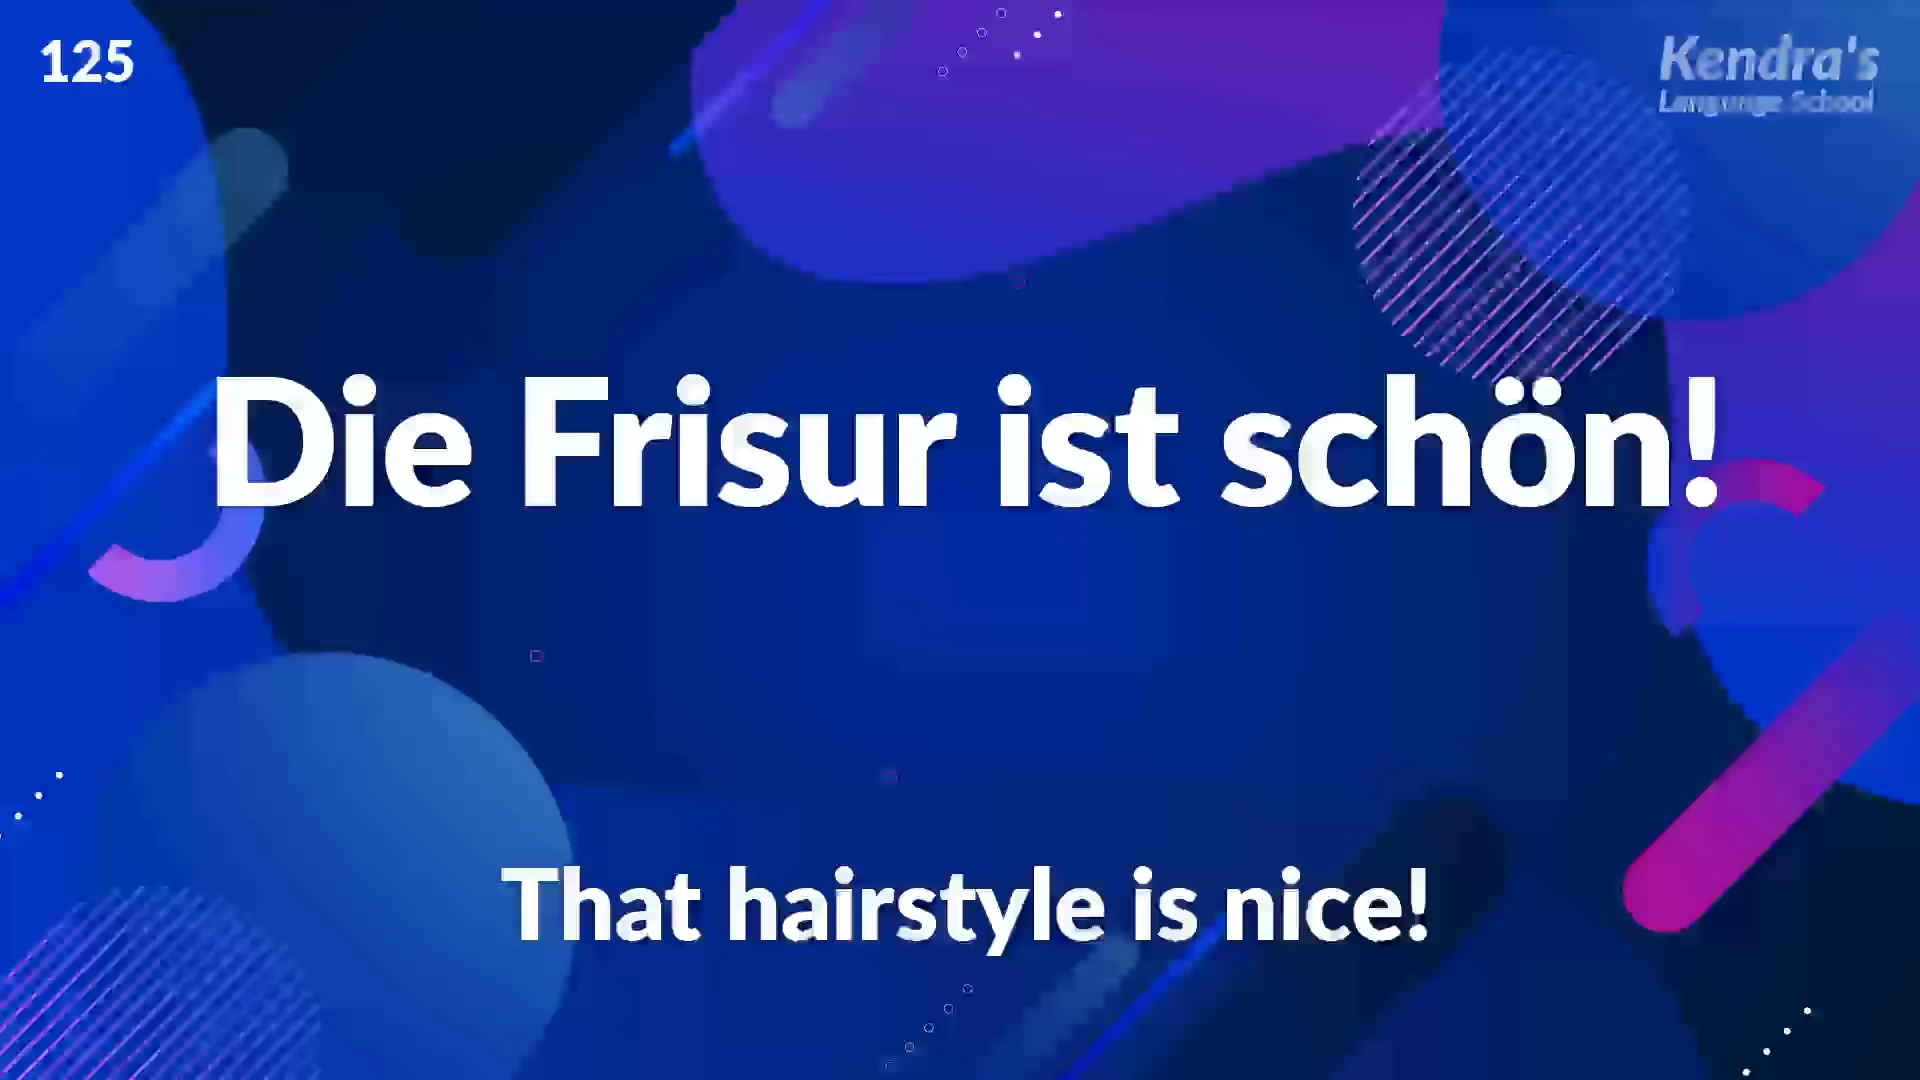 125
Kendra's
Language School
Die Frisur ist schön!
That hairstyle is nice!